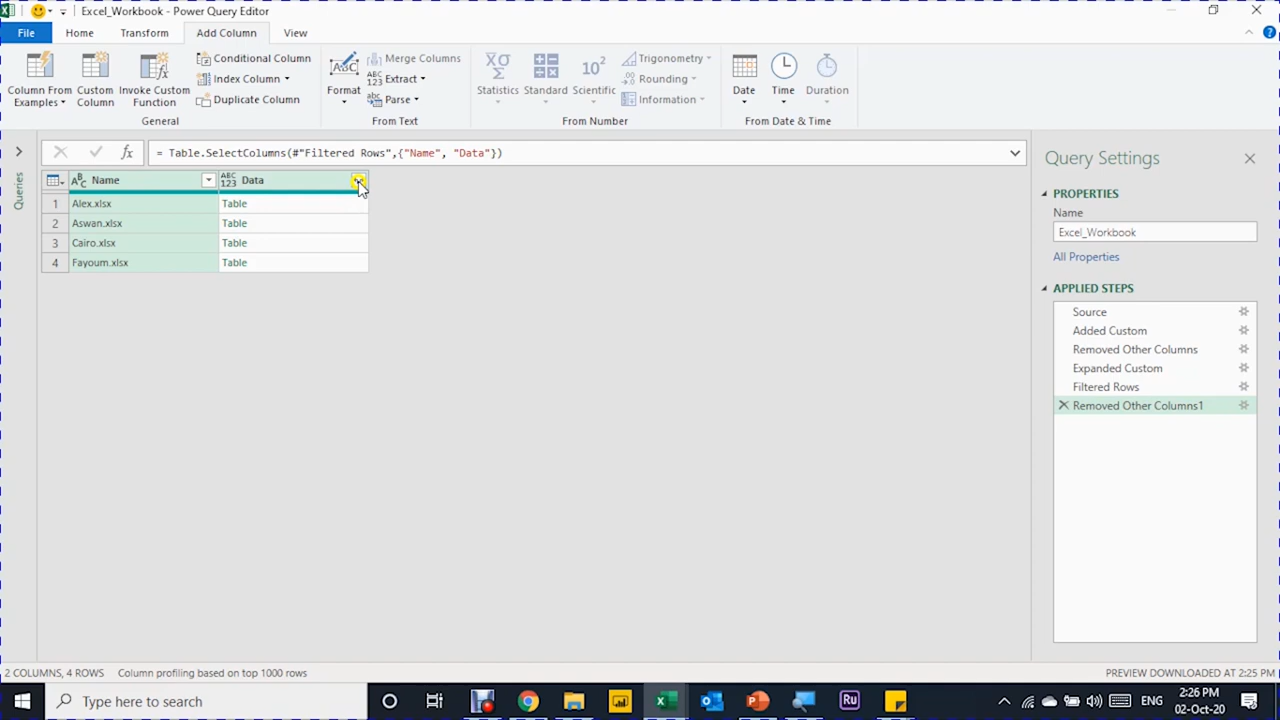 Excel_Workbook - Power Query Editor
File Home Transform Add Column View
Column From Examples
Custom Column
Invoke Custom Function
Conditional Column
Index Column
Duplicate Column
General
Format
Merge Columns
Extract
Parse
From Text
Statistics
Standard
Scientific
Trigonometry
Rounding
Information
From Number
Date
Time
Duration
From Date & Time
Queries
= Table.SelectColumns(#"Filtered Rows",{"Name", "Data"})
Name Data
1 Alex.xlsx Table
2 Aswan.xlsx Table
3 Cairo.xlsx Table
4 Fayoum.xlsx Table
Query Settings
PROPERTIES
Name
Excel_Workbook
All Properties
APPLIED STEPS
Source
Added Custom
Removed Other Columns
Expanded Custom
Filtered Rows
Removed Other Columns1
2 COLUMNS, 4 ROWS Column profiling based on top 1000 rows
PREVIEW DOWNLOADED AT 2:25 PM
Type here to search
Ru
ENG
2:26 PM
02-Oct-20